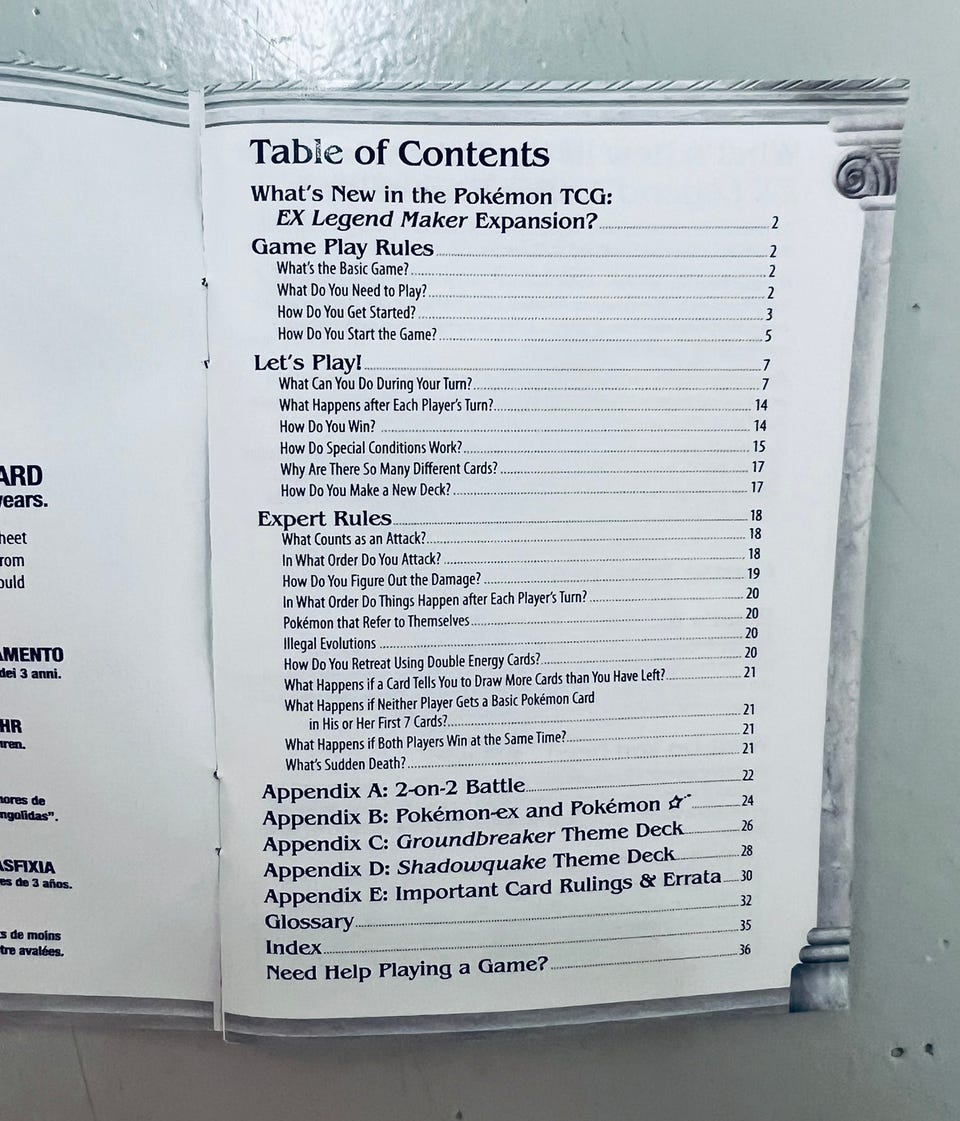 ARD
years.
heet
rom
ould
AMENTO
dei 3 anni.
HR
uren.
nores de
ngolidas".
ASFIXIA
es de 3 años.
s de moins
tre avalées.
Table of Contents
What's New in the Pokémon TCG:
EX Legend Maker Expansion? 2
Game Play Rules 2
What's the Basic Game? 2
What Do You Need to Play? 2
How Do You Get Started? 3
How Do You Start the Game? 5
Let's Play! 7
What Can You Do During Your Turn? 7
What Happens after Each Player's Turn? 14
How Do You Win? 14
How Do Special Conditions Work? 15
Why Are There So Many Different Cards? 17
How Do You Make a New Deck? 17
Expert Rules 18
What Counts as an Attack? 18
In What Order Do You Attack? 18
How Do You Figure Out the Damage? 19
In What Order Do Things Happen after Each Player's Turn? 20
Pokémon that Refer to Themselves 20
Illegal Evolutions 20
How Do You Retreat Using Double Energy Cards? 20
What Happens if a Card Tells You to Draw More Cards than You Have Left? 21
What Happens if Neither Player Gets a Basic Pokémon Card
in His or Her First 7 Cards? 21
What Happens if Both Players Win at the Same Time? 21
What's Sudden Death? 21
Appendix A: 2-on-2 Battle 22
Appendix B: Pokémon-ex and Pokémon ☆ 24
Appendix C: Groundbreaker Theme Deck 26
Appendix D: Shadowquake Theme Deck 28
Appendix E: Important Card Rulings & Errata 30
Glossary 32
Index 35
Need Help Playing a Game? 36